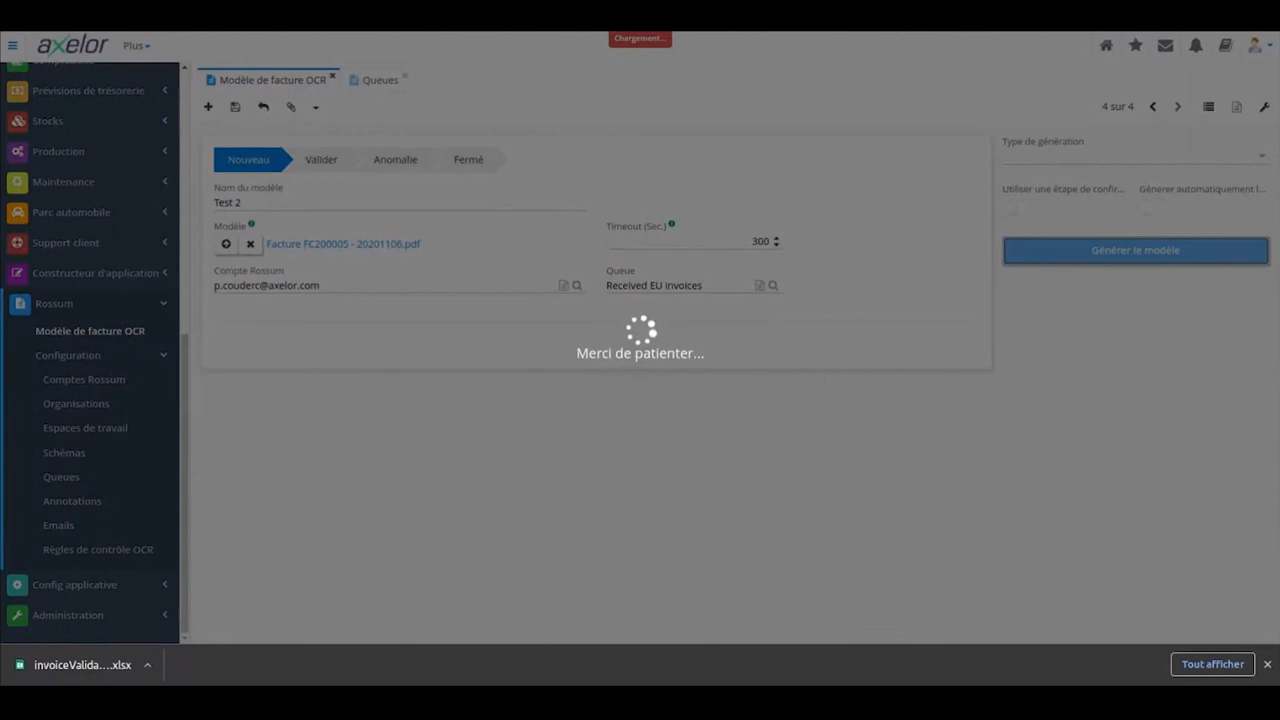 Chargement...
axelor Plus
Prévisions de trésorerie
Stocks
Production
Maintenance
Parc automobile
Support client
Constructeur d'application
Rossum
Modèle de facture OCR
Configuration
Comptes Rossum
Organisations
Espaces de travail
Schémas
Queues
Annotations
Emails
Règles de contrôle OCR
Config applicative
Administration
Modèle de facture OCR
Queues
4 sur 4
Nouveau
Valider
Anomalie
Fermé
Nom du modèle
Test 2
Modèle
Facture FC200005 - 20201106.pdf
Timeout (Sec.)
300
Compte Rossum
p.couderc@axelor.com
Queue
Received EU invoices
Merci de patienter...
Type de génération
Utiliser une étape de confir...
Génerer automatiquement l...
Générer le modèle
invoiceValida....xlsx
Tout afficher